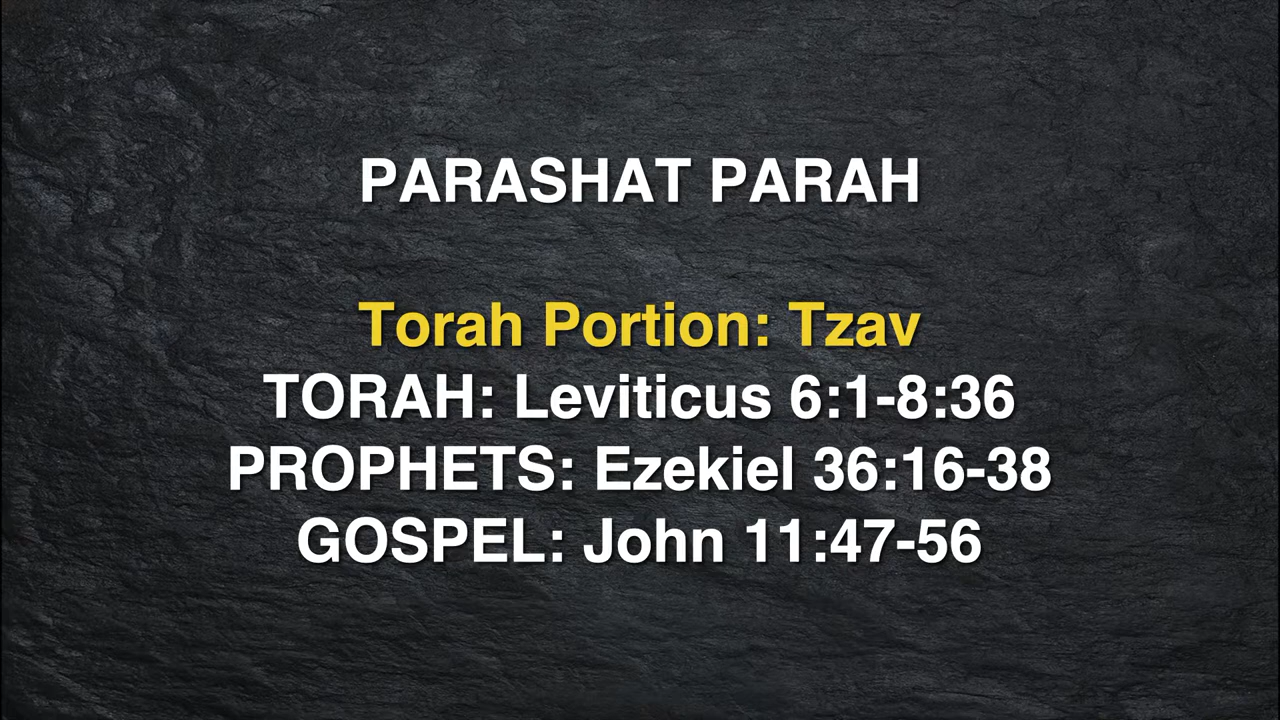 PARASHAT PARAH
Torah Portion: Tzav
TORAH: Leviticus 6:1-8:36
PROPHETS: Ezekiel 36:16-38
GOSPEL: John 11:47-56